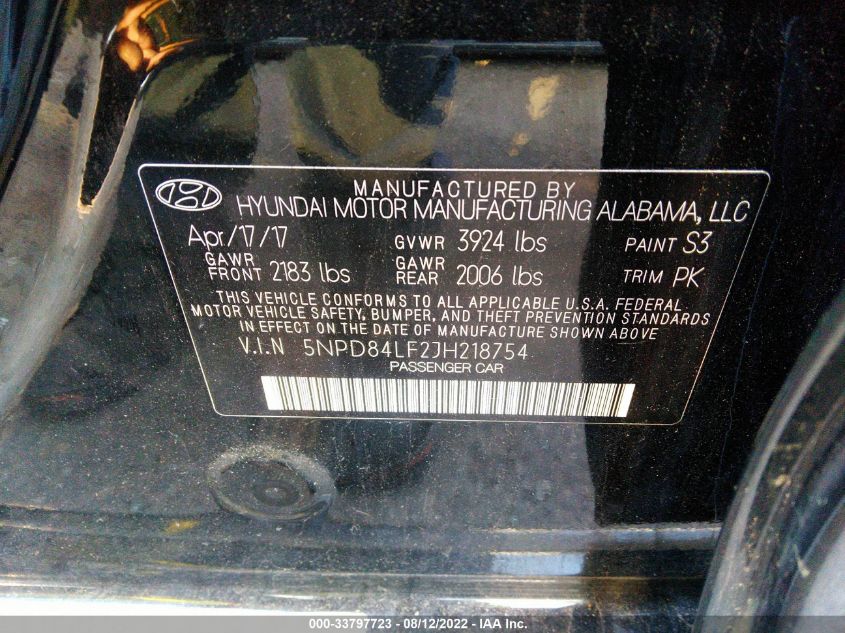 MANUFACTURED BY
HYUNDAI MOTOR MANUFACTURING ALABAMA, LLC
Apr/17/17 GVWR 3924 lbs PAINT S3
GAWR FRONT 2183 lbs GAWR REAR 2006 lbs TRIM PK
THIS VEHICLE CONFORMS TO ALL APPLICABLE U.S.A. FEDERAL
MOTOR VEHICLE SAFETY, BUMPER, AND THEFT PREVENTION STANDARDS
IN EFFECT ON THE DATE OF MANUFACTURE SHOWN ABOVE
V.I.N 5NPD84LF2JH218754
PASSENGER CAR
000-33797723 - 08/12/2022 - IAA Inc.